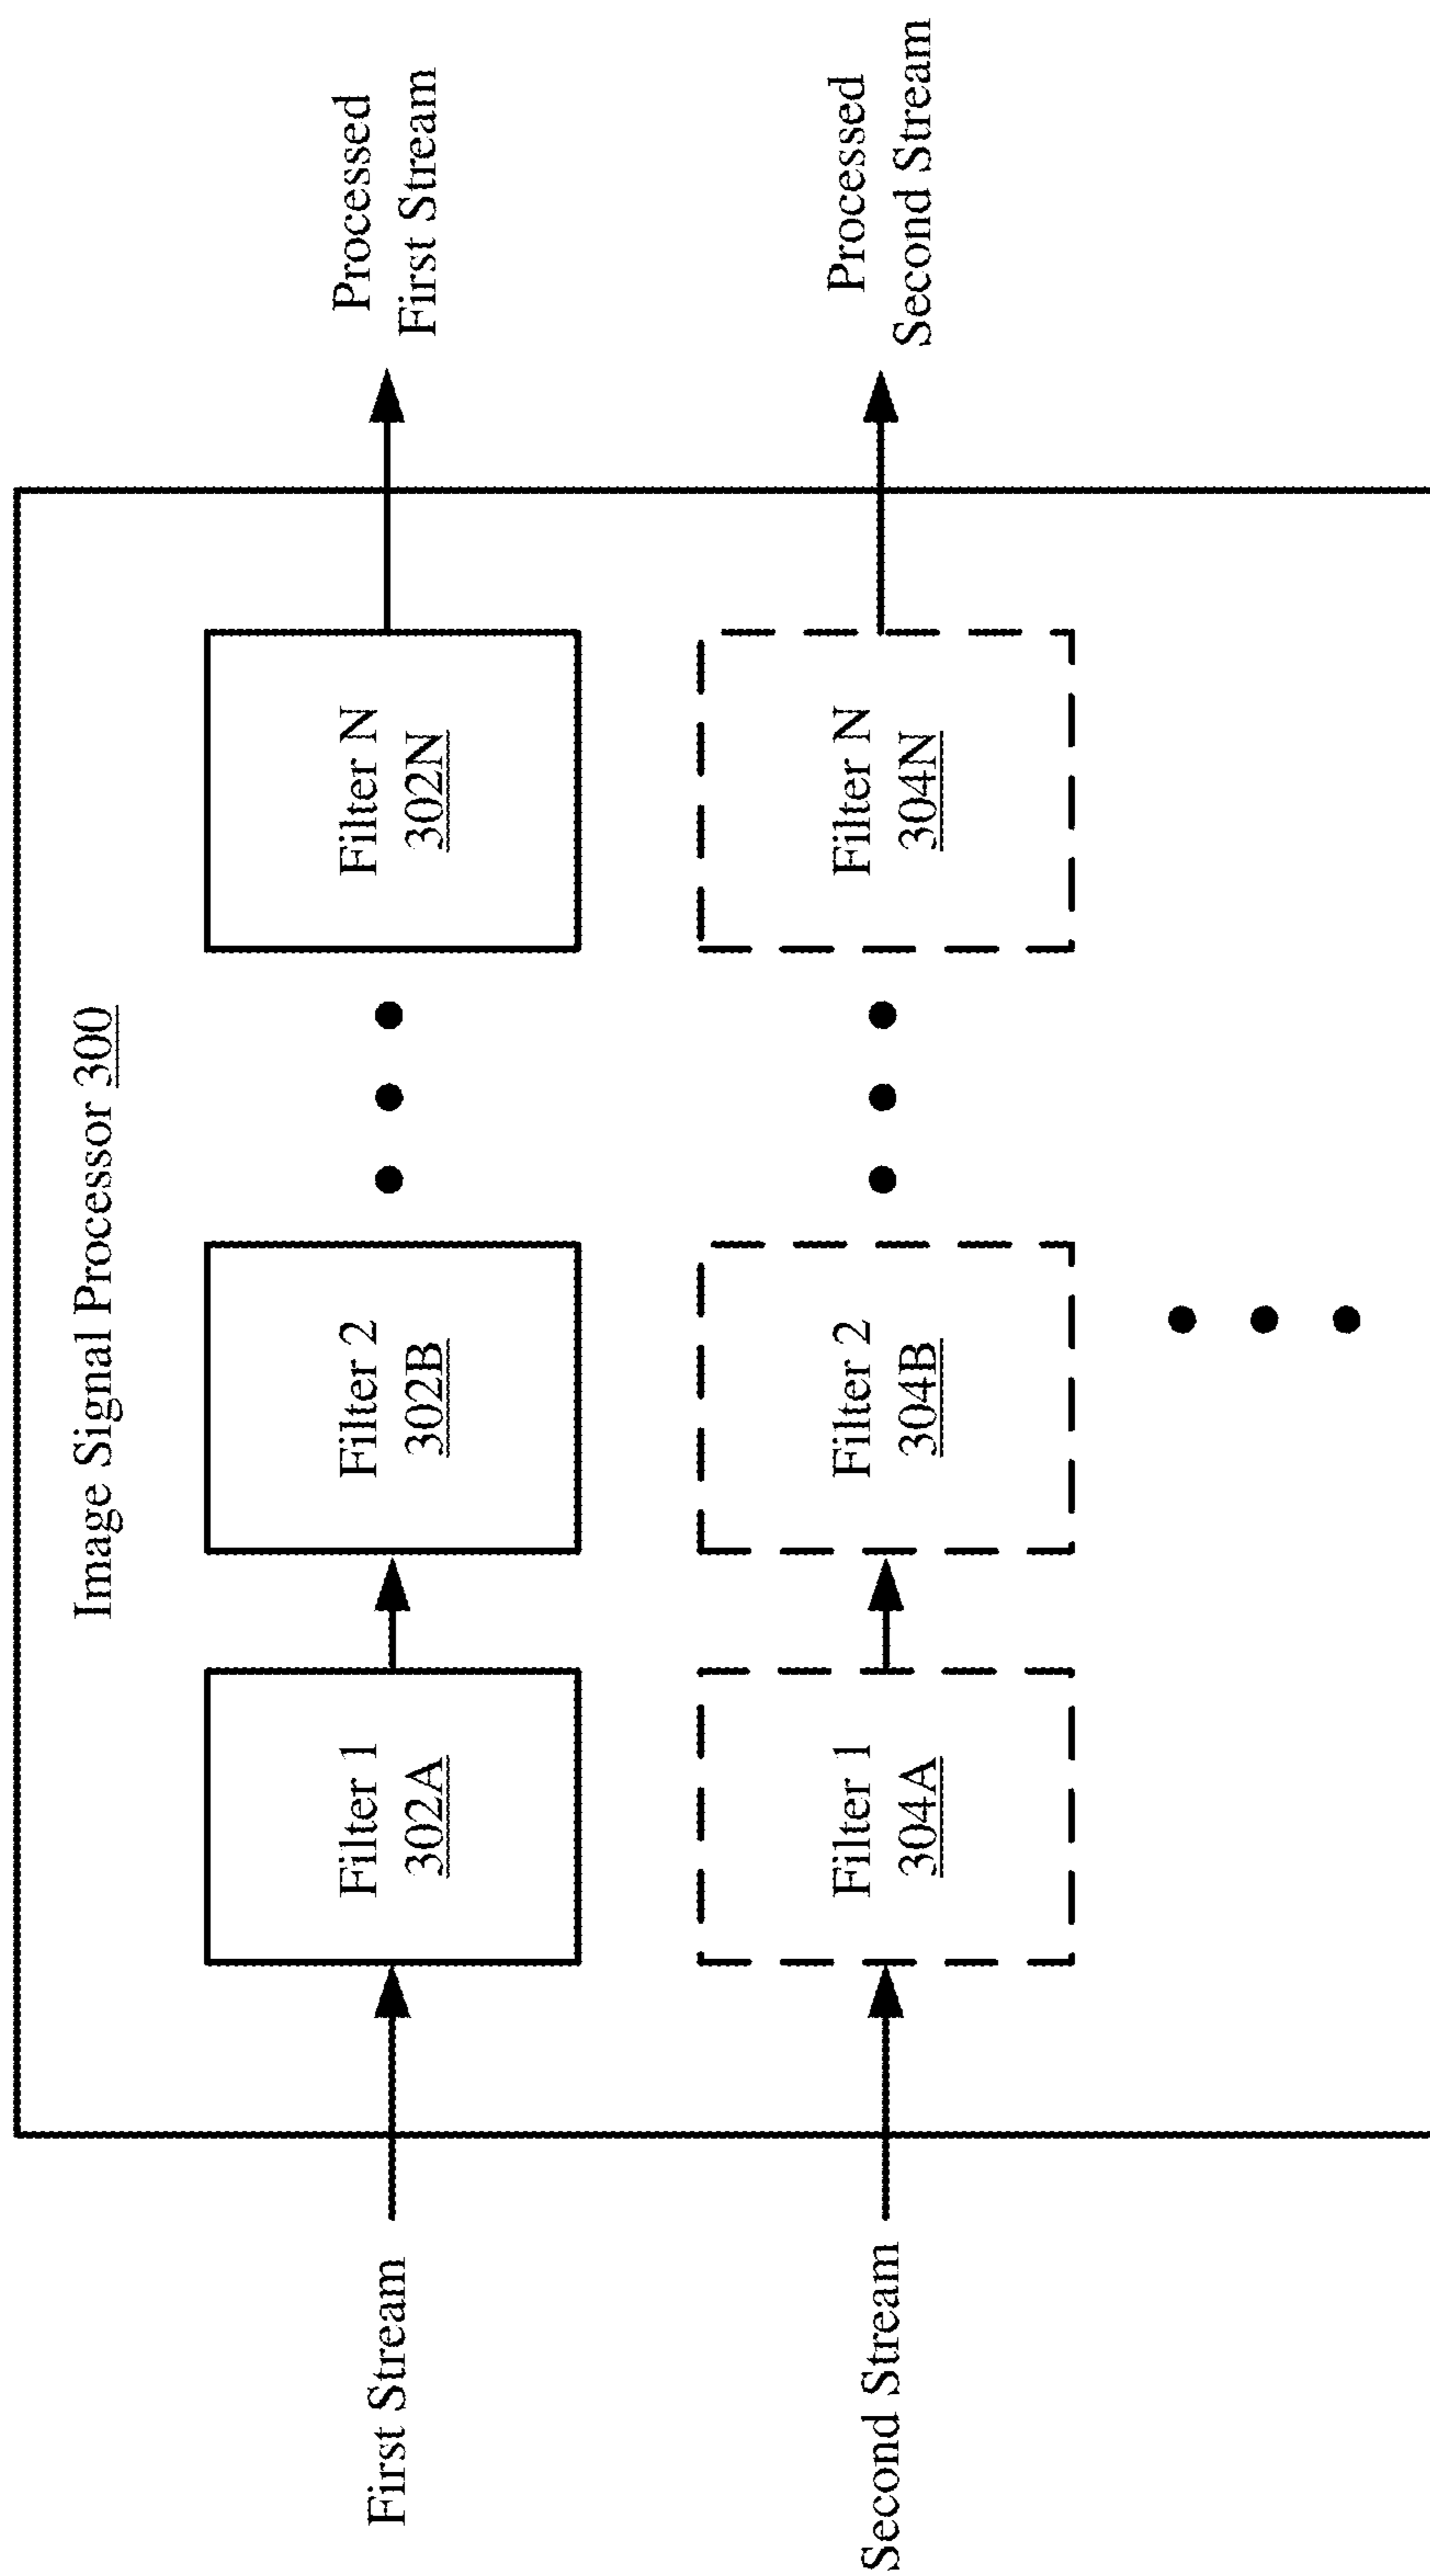 Image Signal Processor 300
First Stream
Filter 1
302A
Filter 2
302B
Filter N
302N
Processed
First Stream
Second Stream
Filter 1
304A
Filter 2
304B
Filter N
304N
Processed
Second Stream